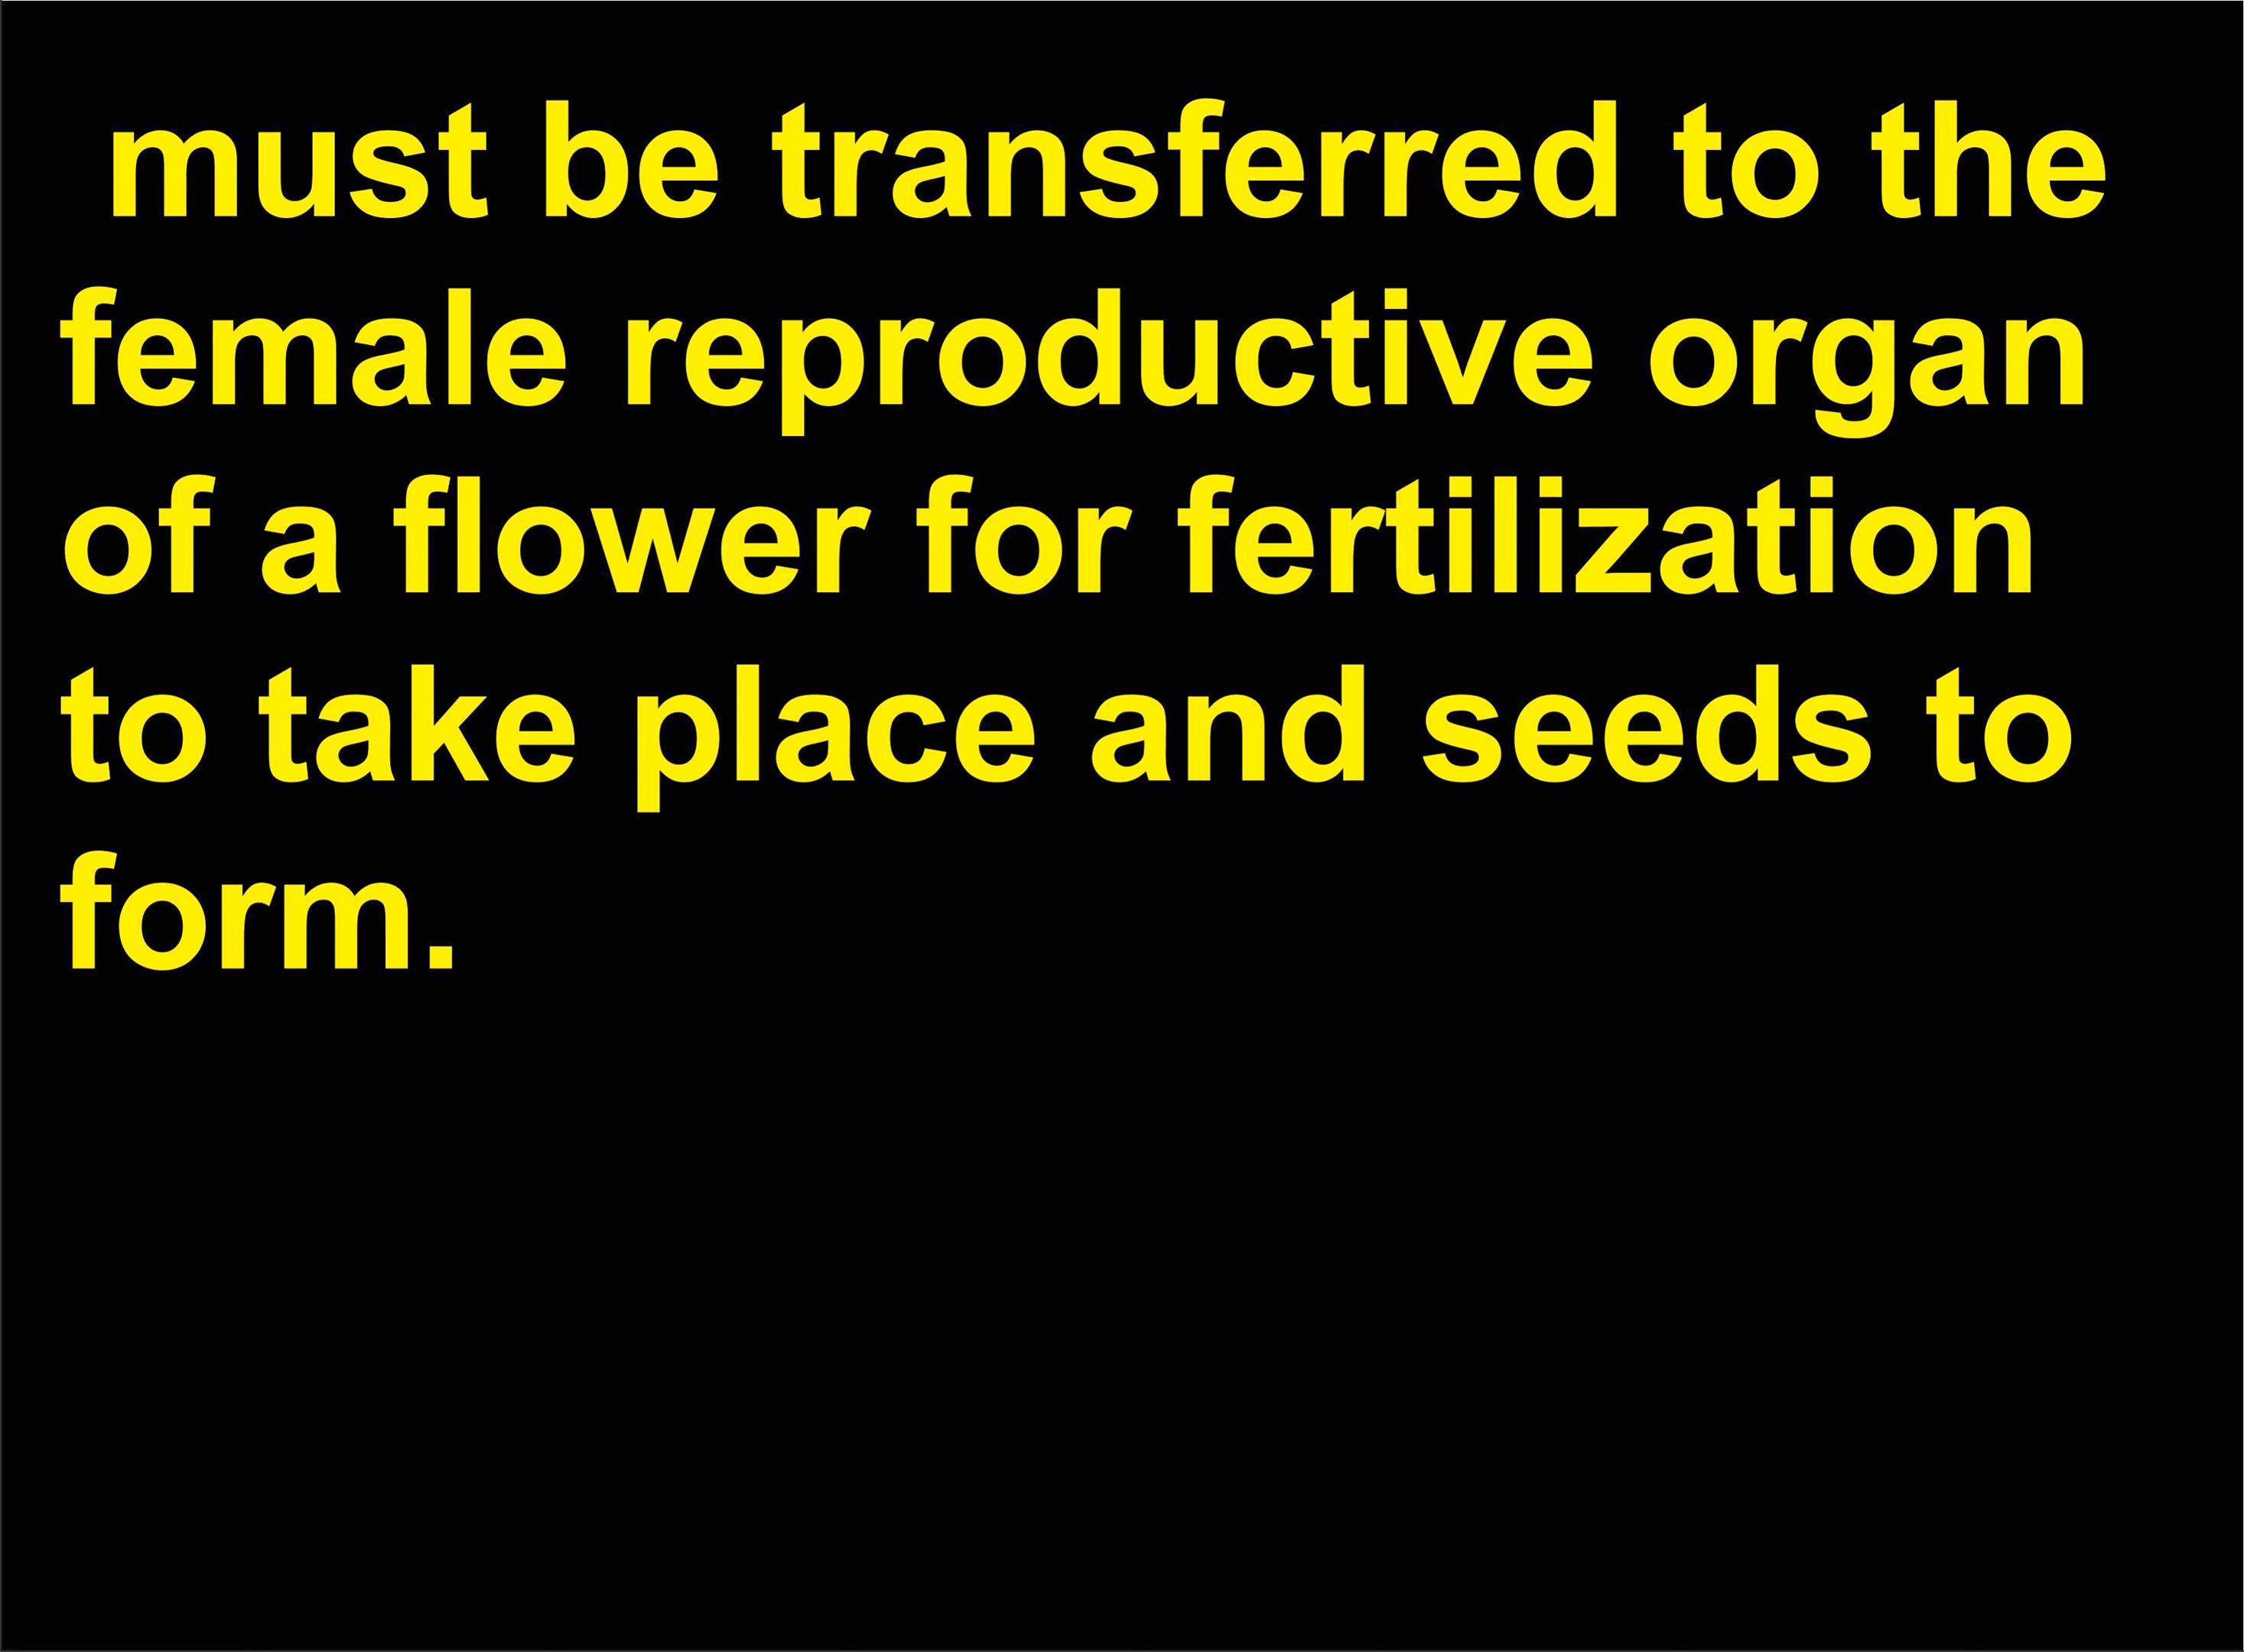 must be transferred to the
female reproductive organ
of a flower for fertilization
to take place and seeds to
form.